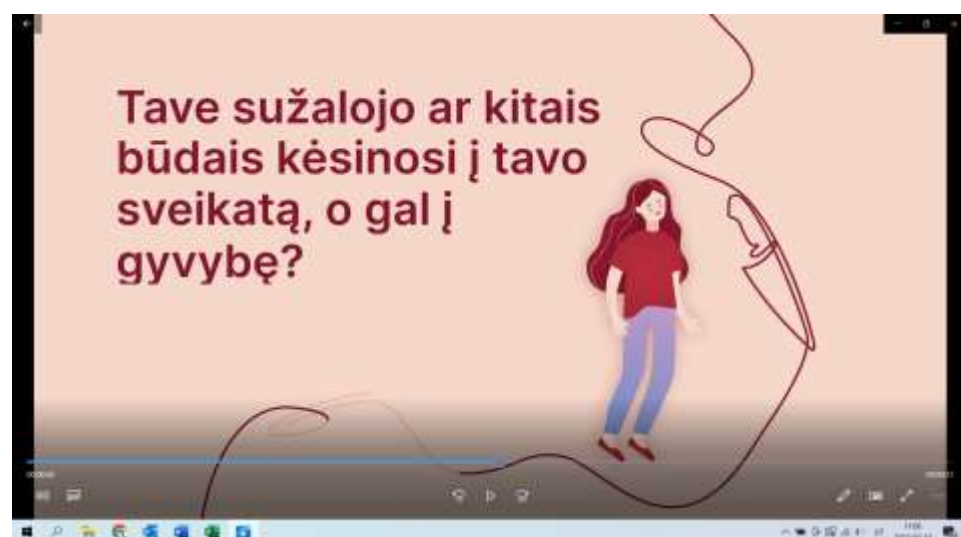 Tave sužalojo ar kitais
būdais kėsinosi į tavo
sveikatą, o gal į
gyvybę?